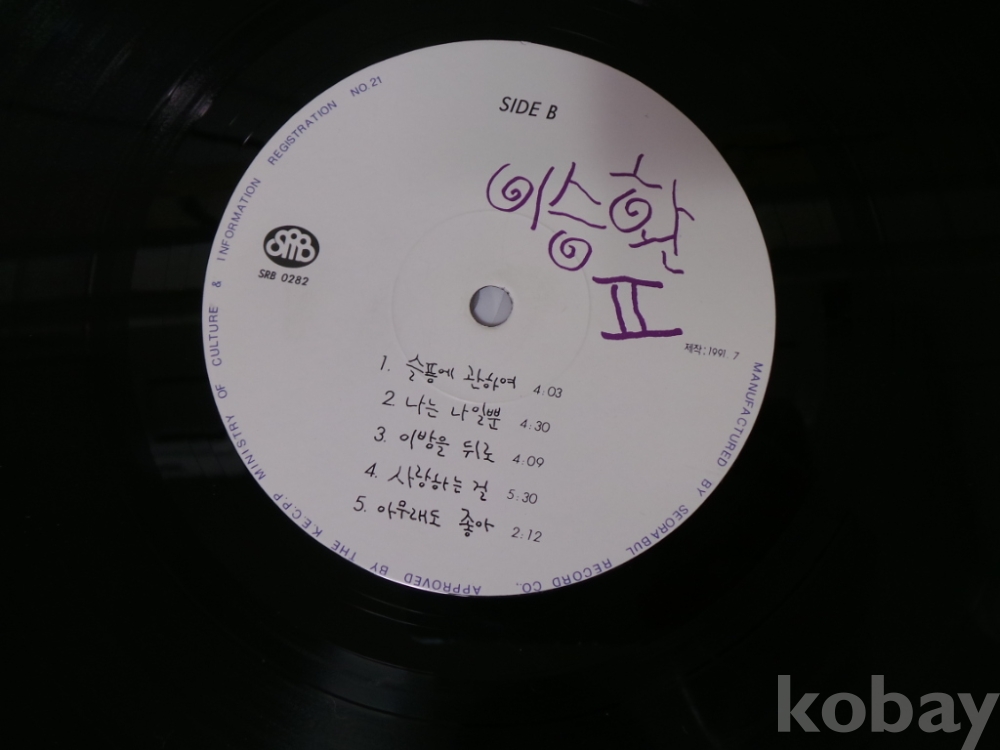 SIDE B
이승환
II
SRB
SRB 0282
제작;1991. 7
1. 슬픔에 관하여 4:03
2 나는 나일뿐 4:30
3. 이밤을 뒤로 4:09
4. 사랑하는 걸 5:30
5. 아무래도 좋아 2:12
MANUFACTURED BY SEORABUL RECORD CO., APPROVED BY THE K.E.C.P.P MINISTRY OF CULTURE & INFORMATION REGISTRATION NO.21
kobay